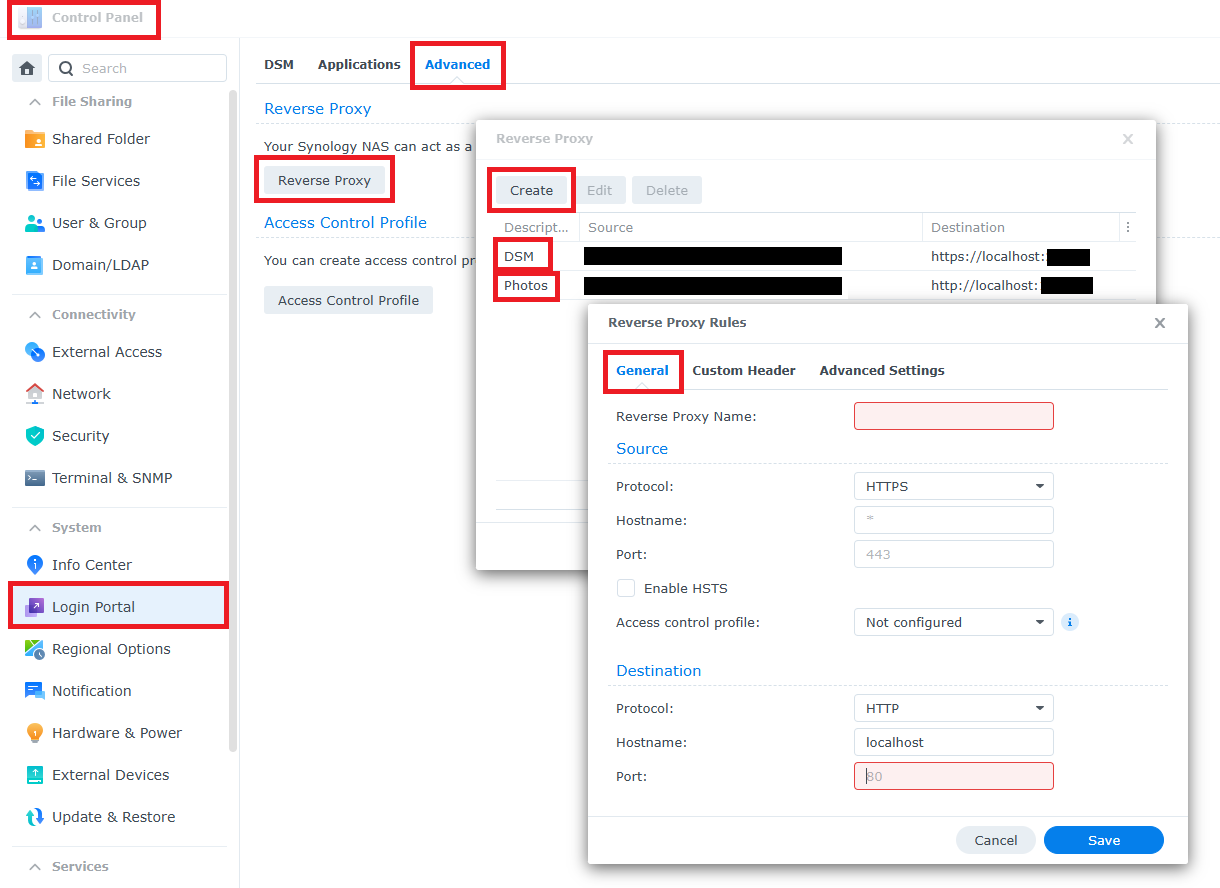 Control Panel
Search
File Sharing
Shared Folder
File Services
User & Group
Domain/LDAP
Connectivity
External Access
Network
Security
Terminal & SNMP
System
Info Center
Login Portal
Regional Options
Notification
Hardware & Power
External Devices
Update & Restore
Services
DSM Applications Advanced
Reverse Proxy
Your Synology NAS can act as a
Reverse Proxy
Access Control Profile
You can create access control pr
Access Control Profile
Reverse Proxy
Create Edit Delete
Descript... Source Destination
DSM https://localhost:
Photos http://localhost:
Reverse Proxy Rules
General Custom Header Advanced Settings
Reverse Proxy Name:
Source
Protocol: HTTPS
Hostname: *
Port: 443
Enable HSTS
Access control profile: Not configured
Destination
Protocol: HTTP
Hostname: localhost
Port: 80
Cancel Save